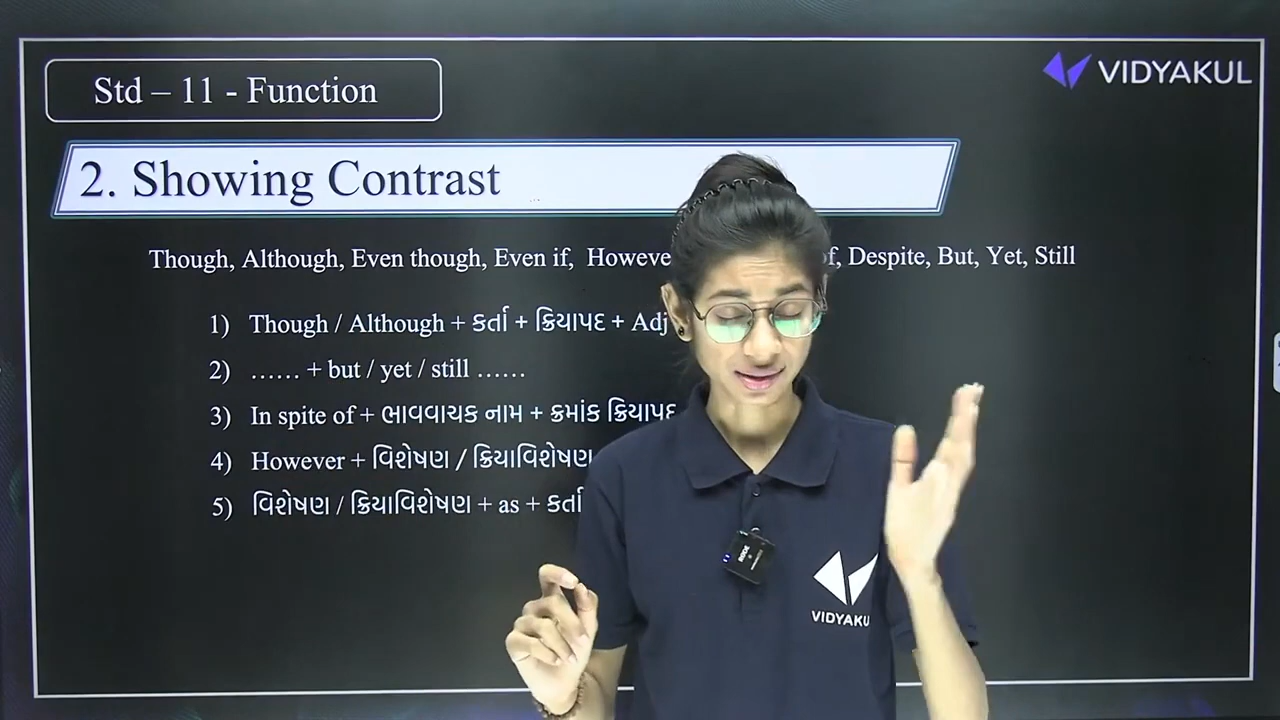 Std – 11 - Function
VIDYAKUL
2. Showing Contrast
Though, Although, Even though, Even if, Howeve f, Despite, But, Yet, Still
1) Though / Although + કર્તા + ક્રિયાપદ + Adj
2) …… + but / yet / still ……
3) In spite of + ભાવવાચક નામ + ક્રમાંક ક્રિયાપદ
4) However + વિશેષણ / ક્રિયાવિશેષણ
5) વિશેષણ / ક્રિયાવિશેષણ + as + કર્તા
VIDYAKUL